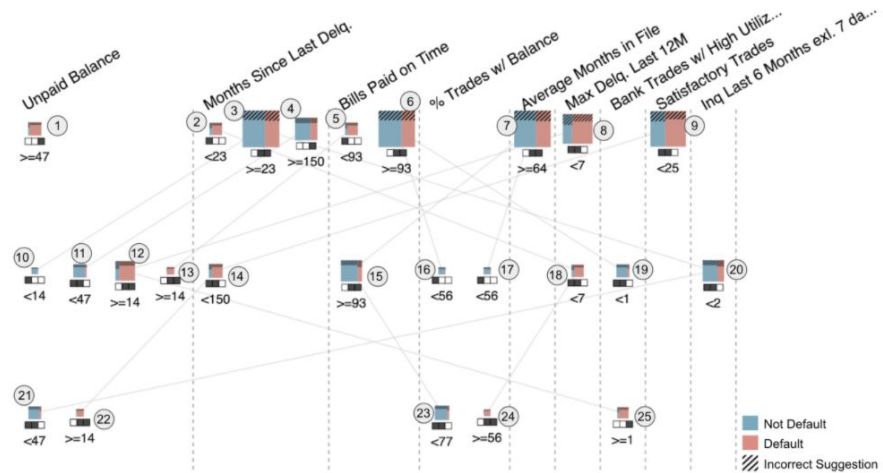 Unpaid Balance
Months Since Last Delq.
Bills Paid on Time
% Trades w/ Balance
Average Months in File
Max Delq. Last 12M
Bank Trades w/ High Utiliz...
Satisfactory Trades
Inq Last 6 Months exl. 7 da...
1 2 3 4 5 6 7 8 9
>=47 <23 >=23 >=150 <93 >=93 >=64 <7 <25
10 11 12 13 14 15 16 17 18 19 20
<14 <47 >=14 >=14 <150 >=93 <56 <56 <7 <1 <2
21 22 23 24 25
<47 >=14 <77 >=56 >=1
Not Default
Default
Incorrect Suggestion